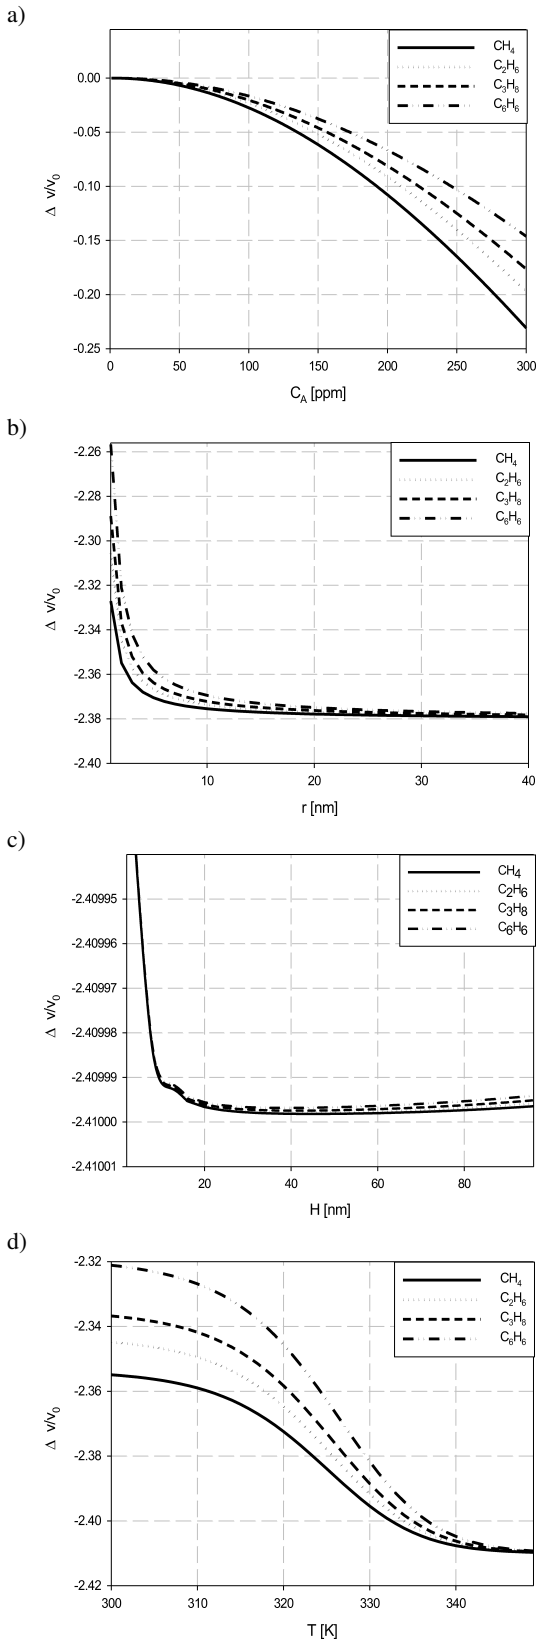 a)
CH₄
C₂H₆
C₃H₈
C₆H₆
0.00
-0.05
-0.10
-0.15
-0.20
-0.25
Δ v/v₀
0 50 100 150 200 250 300
C_A [ppm]
b)
CH₄
C₂H₆
C₃H₈
C₆H₆
-2.26
-2.28
-2.30
-2.32
-2.34
-2.36
-2.38
-2.40
Δ v/v₀
10 20 30 40
r [nm]
c)
CH4
C2H6
C3H8
C6H6
-2.40995
-2.40996
-2.40997
-2.40998
-2.40999
-2.41000
-2.41001
Δ v/v₀
20 40 60 80
H [nm]
d)
CH₄
C₂H₆
C₃H₈
C₆H₆
-2.32
-2.34
-2.36
-2.38
-2.40
-2.42
Δ v/v₀
300 310 320 330 340
T [K]